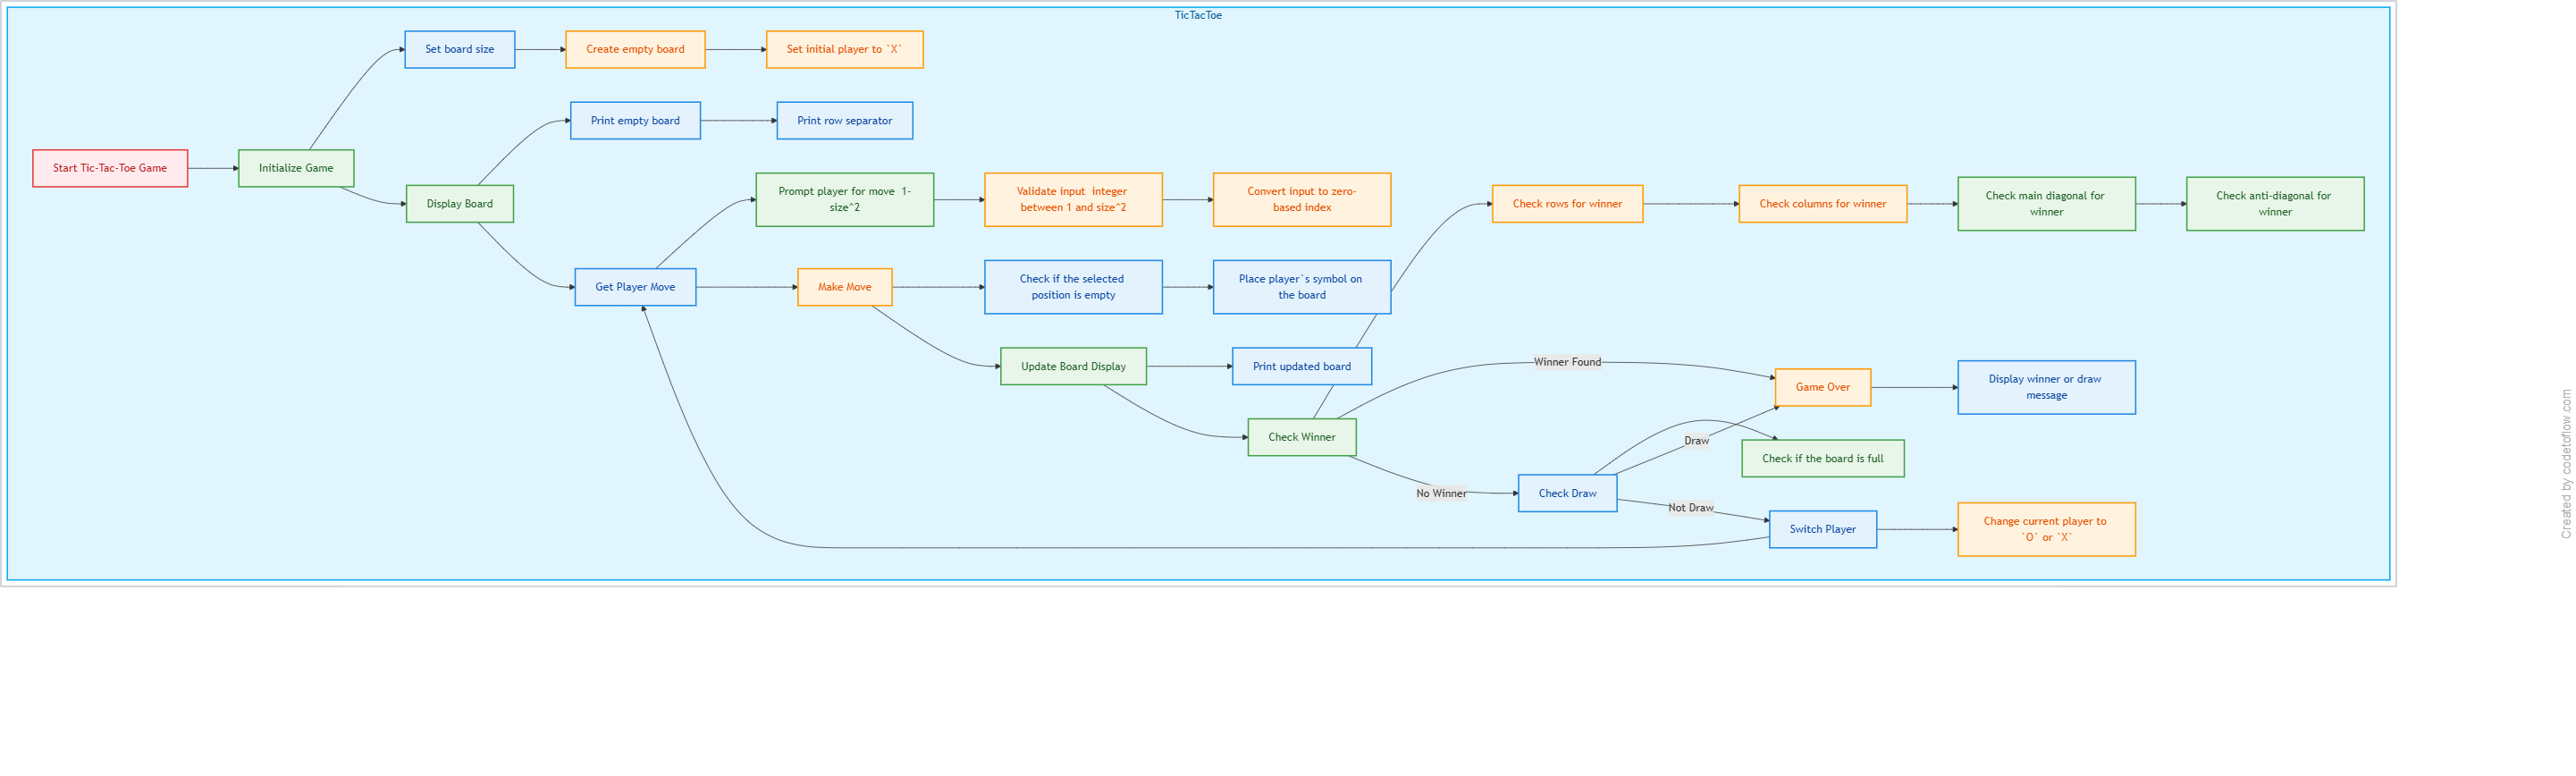 TicTacToe
Set board size
Create empty board
Set initial player to `X`
Print empty board
Print row separator
Start Tic-Tac-Toe Game
Initialize Game
Display Board
Prompt player for move  1-
size^2
Validate input  integer
between 1 and size^2
Convert input to zero-
based index
Check rows for winner
Check columns for winner
Check main diagonal for
winner
Check anti-diagonal for
winner
Get Player Move
Make Move
Check if the selected
position is empty
Place player`s symbol on
the board
Update Board Display
Print updated board
Winner Found
Game Over
Display winner or draw
message
Check Winner
Draw
Check if the board is full
No Winner
Check Draw
Not Draw
Switch Player
Change current player to
`O` or `X`
Created by codetoflow.com